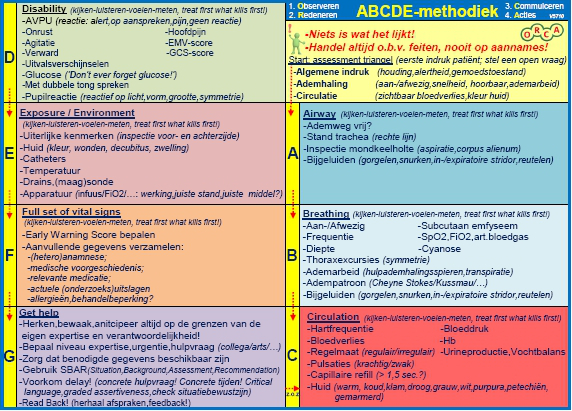 1. Observeren
2. Redeneren
ABCDE-methodiek
3. Communiceren
4. Acties
V5710
ORCA
-Niets is wat het lijkt!
-Handel altijd o.b.v. feiten, nooit op aannames!
Start: assessment triangel (eerste indruk patiënt; stel een open vraag)
-Algemene indruk (houding,alertheid,gemoedstoestand)
-Ademhaling (aan-/afwezig,snelheid, hoorbaar,ademarbeid)
-Circulatie (zichtbaar bloedverlies,kleur huid)
A
Airway
(kijken-luisteren-voelen-meten, treat first what kills first!)
-Ademweg vrij?
-Stand trachea (rechte lijn)
-Inspectie mondkeelholte (aspiratie,corpus alienum)
-Bijgeluiden (gorgelen,snurken,in-/expiratoire stridor,reutelen)
B
Breathing (kijken-luisteren-voelen-meten, treat first what kills first!)
-Aan-/Afwezig -Subcutaan emfyseem
-Frequentie -SpO2,FiO2,art.bloedgas
-Diepte -Cyanose
-Thoraxexcursies (symmetrie)
-Ademarbeid (hulpademhalingsspieren,transpiratie)
-Adempatroon (Cheyne Stokes/Kussmau/…)
-Bijgeluiden (gorgelen,snurken,in-/expiratoire stridor,reutelen)
C
z.o.z.
Circulation (kijken-luisteren-voelen-meten, treat first what kills first!)
-Hartfrequentie -Bloeddruk
-Bloedverlies -Hb
-Regelmaat (regulair/irregulair) -Urineproductie,Vochtbalans
-Pulsaties (krachtig/zwak)
-Capillaire refill (> 1,5 sec.?)
-Huid (warm, koud,klam,droog,grauw,wit,purpura,petechiën,
gemarmerd)
D
Disability (kijken-luisteren-voelen-meten, treat first what kills first!)
-AVPU (reactie: alert,op aanspreken,pijn,geen reactie)
-Onrust -Hoofdpijn
-Agitatie -EMV-score
-Verward -GCS-score
-Uitvalsverschijnselen
-Glucose ('Don't ever forget glucose!')
-Met dubbele tong spreken
-Pupilreactie (reactief op licht,vorm,grootte,symmetrie)
E
Exposure / Environment
(kijken-luisteren-voelen-meten, treat first what kills first!)
-Uiterlijke kenmerken (inspectie voor- en achterzijde)
-Huid (kleur, wonden, decubitus, zwelling)
-Catheters
-Temperatuur
-Drains,(maag)sonde
-Apparatuur (infuus/FiO2/…: werking,juiste stand,juiste middel?)
F
Full set of vital signs
(kijken-luisteren-voelen-meten, treat first what kills first!)
-Early Warning Score bepalen
-Aanvullende gegevens verzamelen:
-(hetero)anamnese;
-medische voorgeschiedenis;
-relevante medicatie;
-actuele (onderzoeks)uitslagen
-allergieën,behandelbeperking?
G
Get help
-Herken,bewaak,anitcipeer altijd op de grenzen van de
eigen expertise en verantwoordelijkheid!
-Bepaal niveau expertise,urgentie,hulpvraag (collega/arts/…)
-Zorg dat benodigde gegevens beschikbaar zijn
-Gebruik SBAR(Situation,Background,Assessment,Recommendation)
-Voorkom delay! (concrete hulpvraag! Concrete tijden! Critical
language,graded assertiveness,check situatiebewustzijn)
-Read Back! (herhaal afspraken,feedback!)